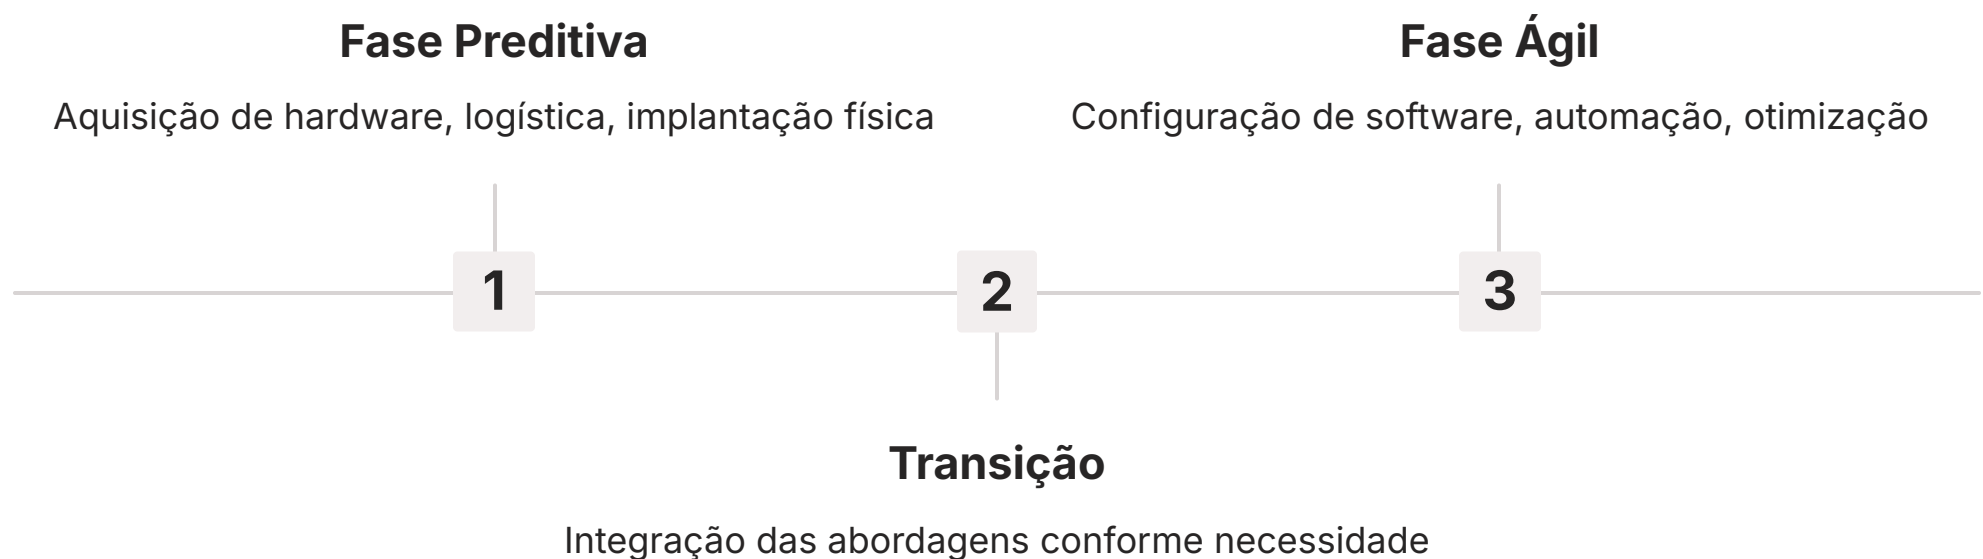 Fase Preditiva
Aquisição de hardware, logística, implantação física
Fase Ágil
Configuração de software, automação, otimização
1
2
3
Transição
Integração das abordagens conforme necessidade